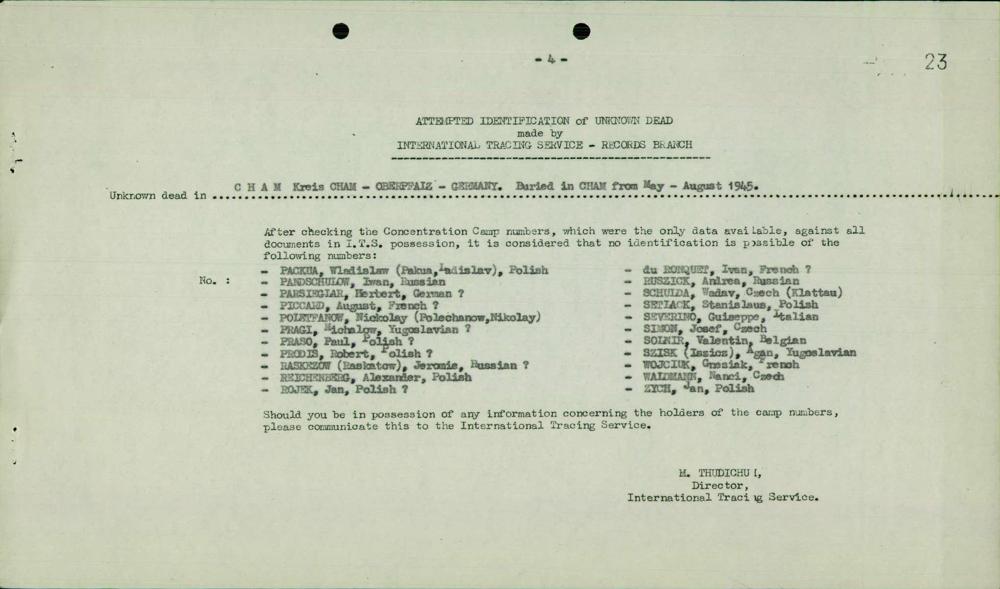 - 4 -
23
ATTEMPTED IDENTIFICATION of UNKNOWN DEAD
made by
INTERNATIONAL TRACING SERVICE - RECORDS BRANCH
Unknown dead in C H A M Kreis CHAM - OBERPFALZ - GERMANY. Buried in CHAM from May - August 1945.
After checking the Concentration Camp numbers, which were the only data available, against all
documents in I.T.S. possession, it is considered that no identification is possible of the
following numbers:
No. :
- PACKUA, Wladislaw (Pakua, Ladislav), Polish
- PANDSCHULOW, Iwan, Russian
- PARSIEGLAR, Herbert, German ?
- PICCARD, August, French ?
- POLETFANOW, Nickolay (Polechanow,Nikolay)
- PRAGI, Michalow, Yugoslavian ?
- PRASO, Paul, Polish ?
- PRODIS, Robert, Polish ?
- RASKEZOW (Raskatow), Jeromie, Russian ?
- REICHENBERG, Alexander, Polish
- ROJEK, Jan, Polish ?
- du RONQUET, Ivan, French ?
- RUSZICK, Andrea, Russian
- SCHULDA, Wadav, Czech (Klattau)
- SETLACK, Stanislaus, Polish
- SEVERINO, Guiseppe, Italian
- SIMON, Josef, Czech
- SOLNIR, Valentin, Belgian
- SZISK (Iszics), Agan, Yugoslavian
- WOJCIUK, Gnesiak, French
- WALDMANN, Nanci, Czech
- ZYCH, Jan, Polish
Should you be in possession of any information concerning the holders of the camp numbers,
please communicate this to the International Tracing Service.
M. THUDICHUM,
Director,
International Tracing Service.